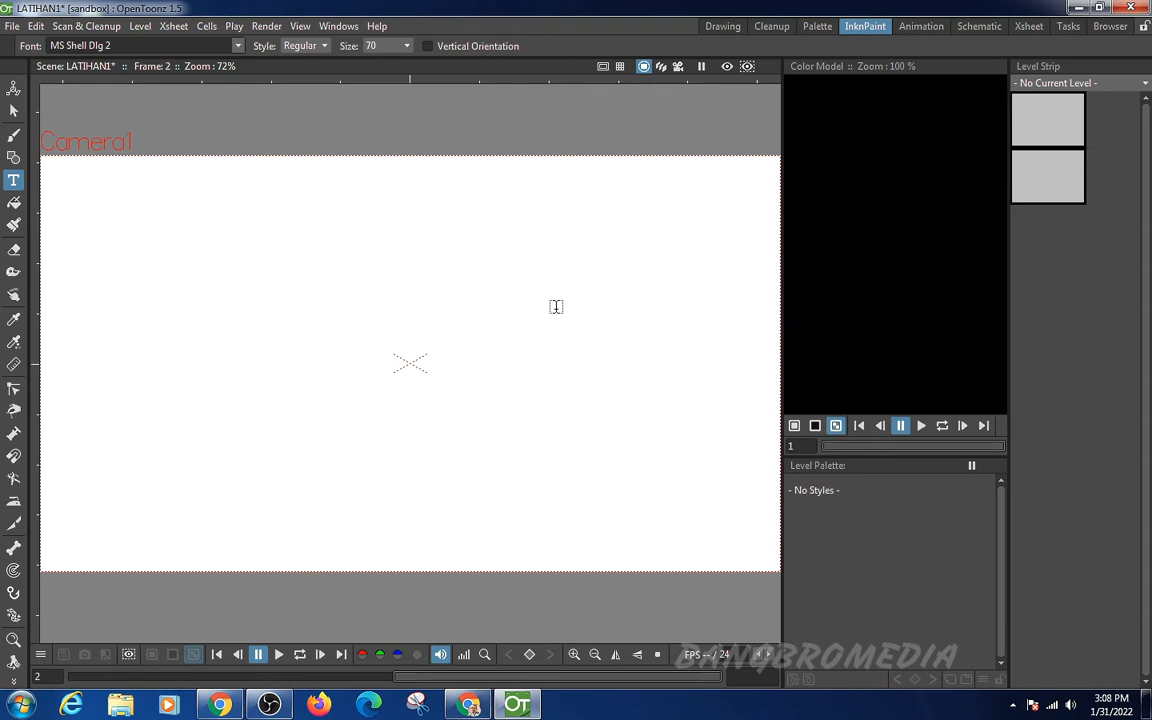 LATIHAN1* [sandbox] : OpenToonz 1.5
File Edit Scan & Cleanup Level Xsheet Cells Play Render View Windows Help
Drawing Cleanup Palette InknPaint Animation Schematic Xsheet Tasks Browser
Font: MS Shell Dlg 2 Style: Regular Size: 70 Vertical Orientation
Scene: LATIHAN1* :: Frame: 2 :: Zoom : 72%
Color Model :: Zoom : 100 %
Level Strip
- No Current Level -
Camera1
1
Level Palette:
- No Styles -
FPS -- / 24
BANGBROMEDIA
2
3:08 PM
1/31/2022